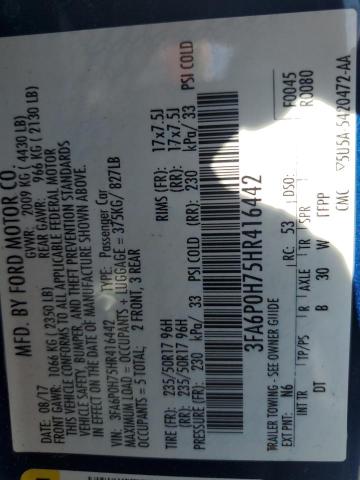 MFD. BY FORD MOTOR CO.
08/17 GVWR: 2009 KG / 4430 LB)
FRONT GAWR: 1066 KG ( 2350 LB) REAR GAWR: 966 KG ( 2130 LB)
THIS VEHICLE CONFORMS TO ALL APPLICABLE FEDERAL MOTOR
VEHICLE SAFETY, BUMPER, AND THEFT PREVENTION STANDARDS
IN EFFECT ON THE DATE OF MANUFACTURE SHOWN ABOVE.
VIN: 3FA6P0H75HR416442 TYPE: Passenger Car
MAXIMUM LOAD = OCCUPANTS + LUGGAGE = 375KG/ 827LB
OCCUPANTS = 5 TOTAL: 2 FRONT, 3 REAR
TIRE (FR): 235/50R17 96H RIMS (FR): 17x7.5J
(RR): 235/50R17 96H (RR): 17x7.5J
PRESSURE (FR): 230 kPa/ 33 PSI COLD (RR): 230 kPa/ 33 PSI COLD
3FA6P0H75HR416442
TRAILER TOWING - SEE OWNER GUIDE
F0045
EXT PNT: N6 RC: 53 DSO: R0080
INT TR TP/PS R AXLE TR SPR
DT B 30 W FPP
CMC 5U5A-5420472-AA